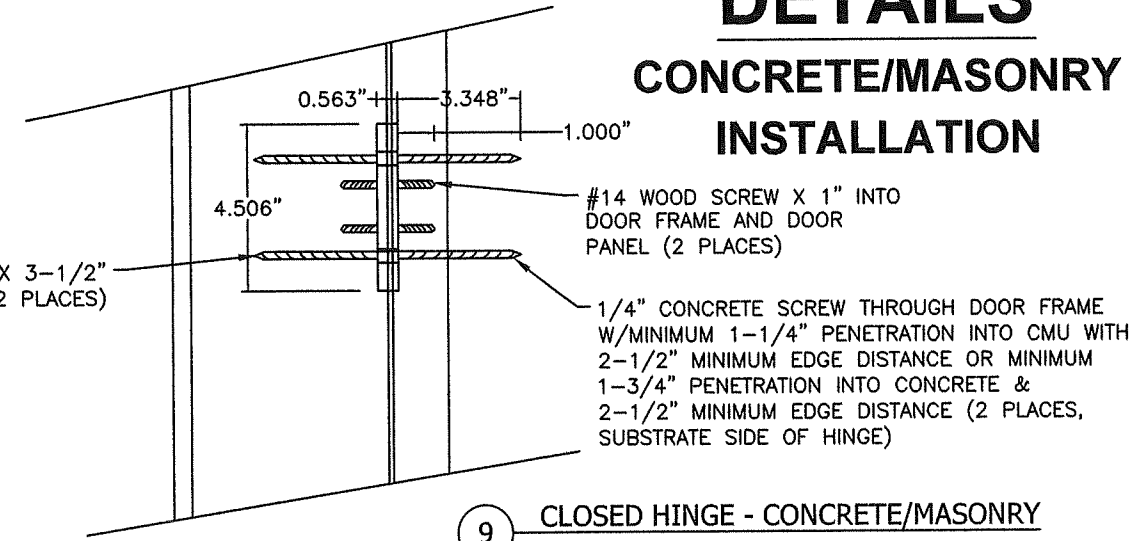 DETAILS
CONCRETE/MASONRY
INSTALLATION
0.563"
3.348"
1.000"
4.506"
#14 WOOD SCREW X 1" INTO
DOOR FRAME AND DOOR
PANEL (2 PLACES)
X 3-1/2"
2 PLACES)
1/4" CONCRETE SCREW THROUGH DOOR FRAME
W/MINIMUM 1-1/4" PENETRATION INTO CMU WITH
2-1/2" MINIMUM EDGE DISTANCE OR MINIMUM
1-3/4" PENETRATION INTO CONCRETE &
2-1/2" MINIMUM EDGE DISTANCE (2 PLACES,
SUBSTRATE SIDE OF HINGE)
9 CLOSED HINGE - CONCRETE/MASONRY